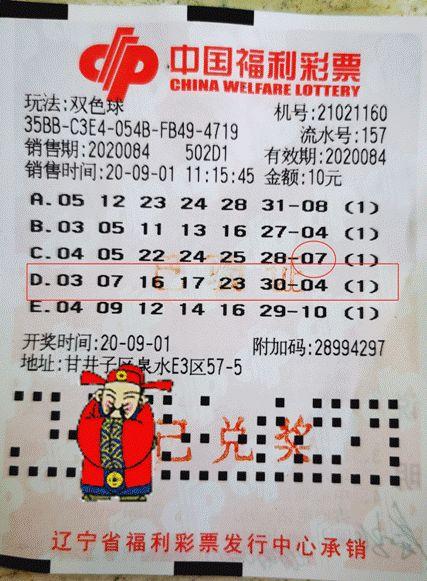 中国福利彩票
CHINA WELFARE LOTTERY
玩法:双色球 机号:21021160
35BB-C3E4-054B-FB49-4719 流水号:157
销售期:2020084 502D1 有效期:2020084
销售时间:20-09-01 11:15:45 金额:10元
A.05 12 23 24 28 31-08 (1)
B.03 05 11 13 16 27-04 (1)
C.04 05 22 24 25 28-07 (1)
D.03 07 16 17 23 30-04 (1)
E.04 09 12 14 16 29-10 (1)
开奖时间:20-09-01 附加码:28994297
地址:甘井子区泉水E3区57-5
已兑奖
辽宁省福利彩票发行中心承销